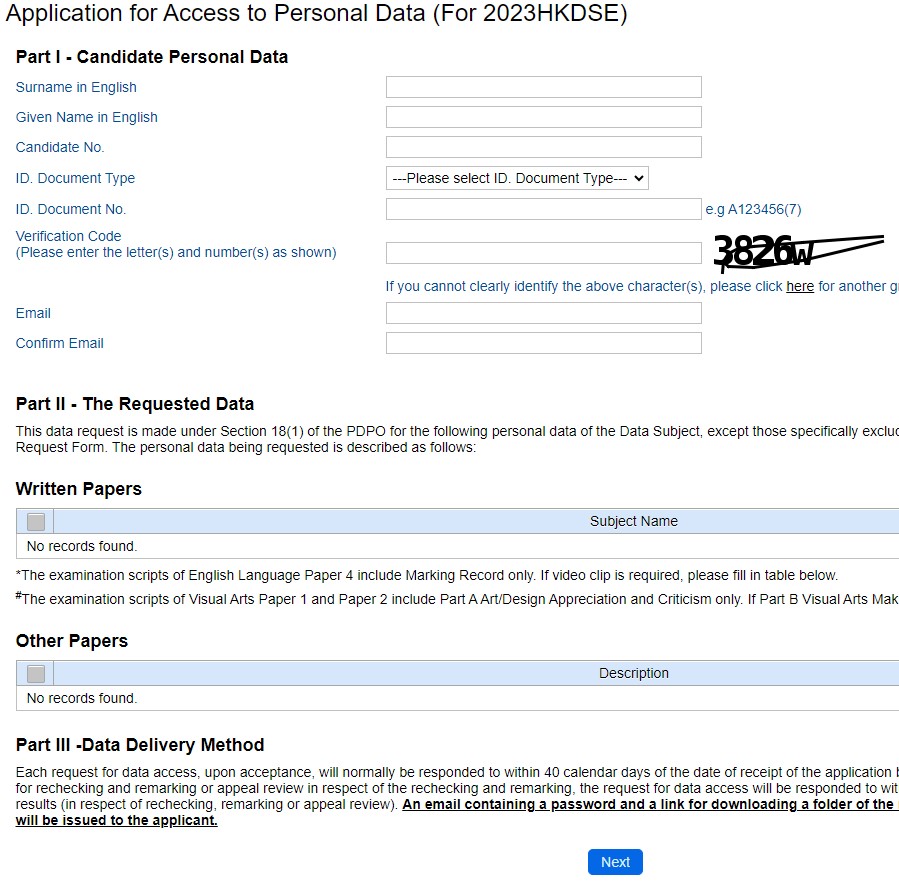 Application for Access to Personal Data (For 2023HKDSE)
Part I - Candidate Personal Data
Surname in English
Given Name in English
Candidate No.
ID. Document Type ---Please select ID. Document Type---
ID. Document No. e.g A123456(7)
Verification Code
(Please enter the letter(s) and number(s) as shown) 3826w
If you cannot clearly identify the above character(s), please click here for another
Email
Confirm Email
Part II - The Requested Data
This data request is made under Section 18(1) of the PDPO for the following personal data of the Data Subject, except those specifically
Request Form. The personal data being requested is described as follows:
Written Papers
Subject Name
No records found.
*The examination scripts of English Language Paper 4 include Marking Record only. If video clip is required, please fill in table below.
#The examination scripts of Visual Arts Paper 1 and Paper 2 include Part A Art/Design Appreciation and Criticism only. If Part B Visual Arts
Other Papers
Description
No records found.
Part III -Data Delivery Method
Each request for data access, upon acceptance, will normally be responded to within 40 calendar days of the date of receipt of the application
for rechecking and remarking or appeal review in respect of the rechecking and remarking, the request for data access will be responded to
results (in respect of rechecking, remarking or appeal review). An email containing a password and a link for downloading a folder of the
will be issued to the applicant.
Next